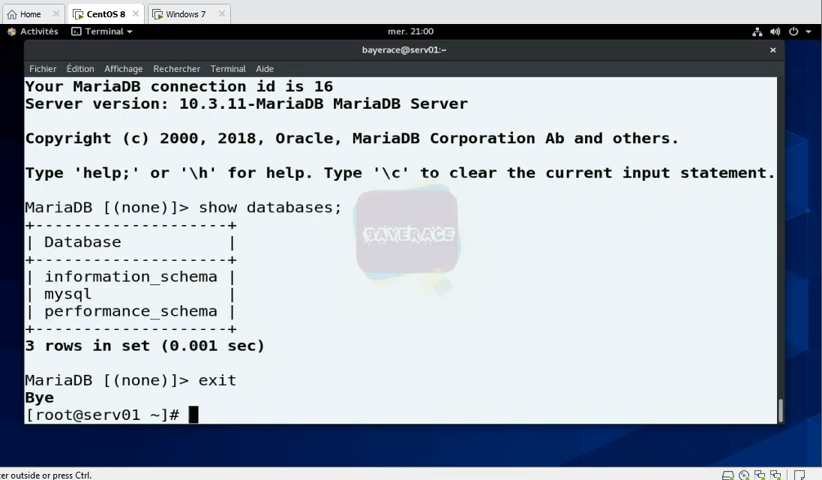 Home
CentOS 8
Windows 7
Activités
Terminal
mer. 21:00
bayerace@serv01:~
Fichier Édition Affichage Rechercher Terminal Aide
Your MariaDB connection id is 16
Server version: 10.3.11-MariaDB MariaDB Server
Copyright (c) 2000, 2018, Oracle, MariaDB Corporation Ab and others.
Type 'help;' or '\h' for help. Type '\c' to clear the current input statement.
MariaDB [(none)]> show databases;
+--------------------+
| Database           |
+--------------------+
| information_schema |
| mysql              |
| performance_schema |
+--------------------+
3 rows in set (0.001 sec)
BAYERACE
MariaDB [(none)]> exit
Bye
[root@serv01 ~]#
er outside or press Ctrl.